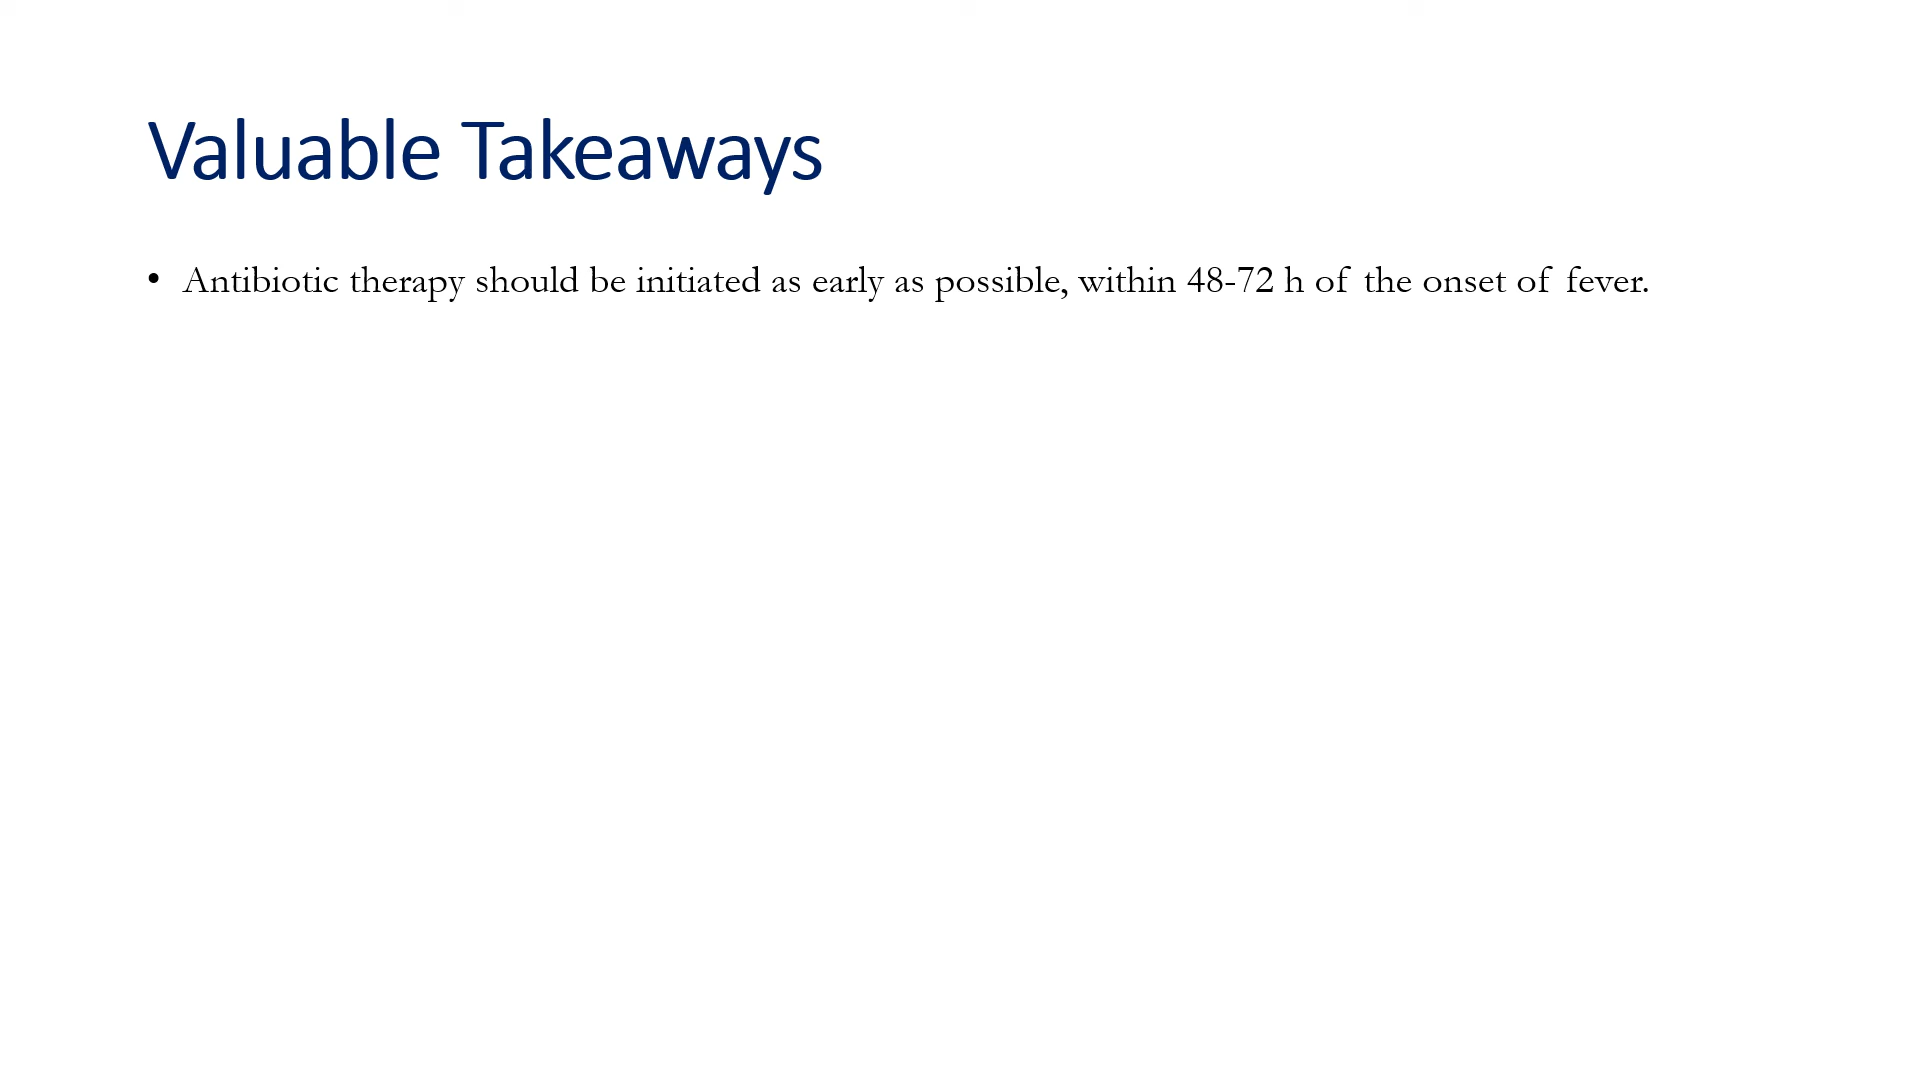 Valuable Takeaways
• Antibiotic therapy should be initiated as early as possible, within 48-72 h of the onset of fever.